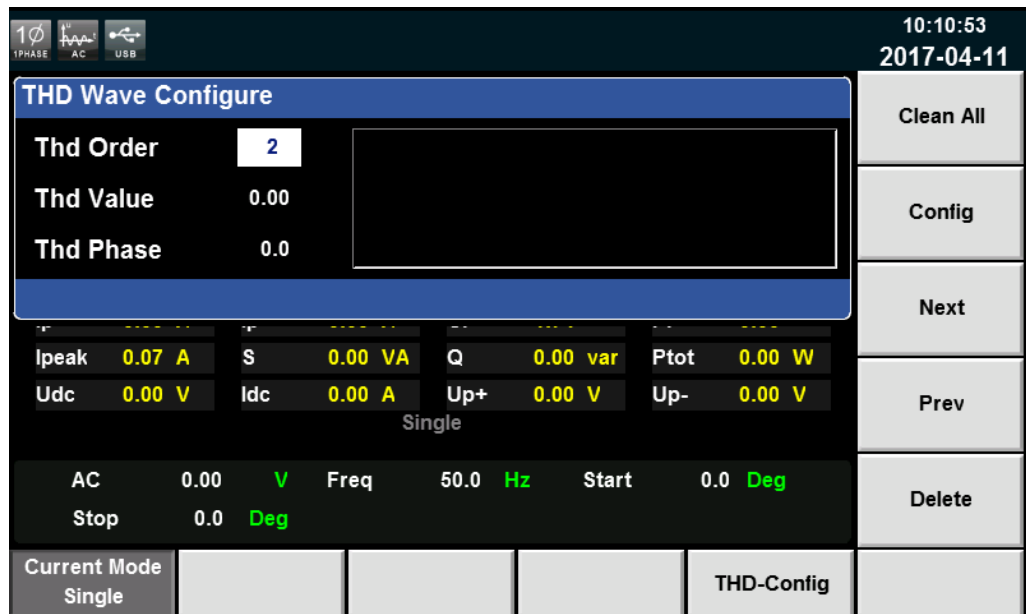 1Ø
1PHASE
U
t
AC
USB
10:10:53
2017-04-11
THD Wave Configure
Thd Order 2
Thd Value 0.00
Thd Phase 0.0
Clean All
Config
Next
Prev
Delete
Ipeak 0.07 A S 0.00 VA Q 0.00 var Ptot 0.00 W
Udc 0.00 V Idc 0.00 A Up+ 0.00 V Up- 0.00 V
Single
AC 0.00 V Freq 50.0 Hz Start 0.0 Deg
Stop 0.0 Deg
Current Mode
Single
THD-Config